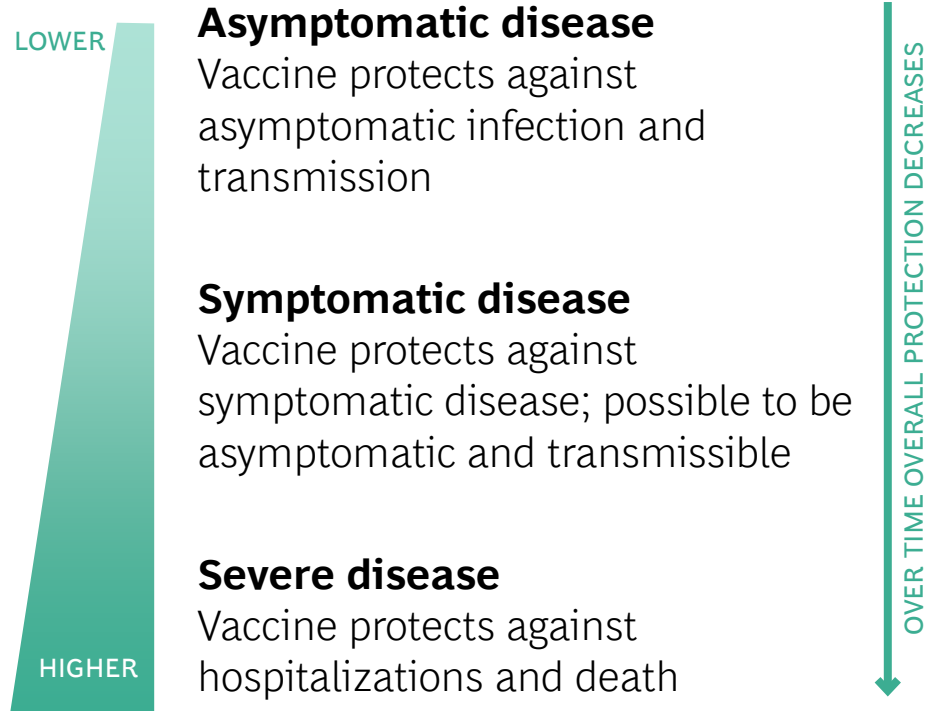 LOWER
Asymptomatic disease
Vaccine protects against
asymptomatic infection and
transmission
Symptomatic disease
Vaccine protects against
symptomatic disease; possible to be
asymptomatic and transmissible
Severe disease
Vaccine protects against
hospitalizations and death
HIGHER
OVER TIME OVERALL PROTECTION DECREASES